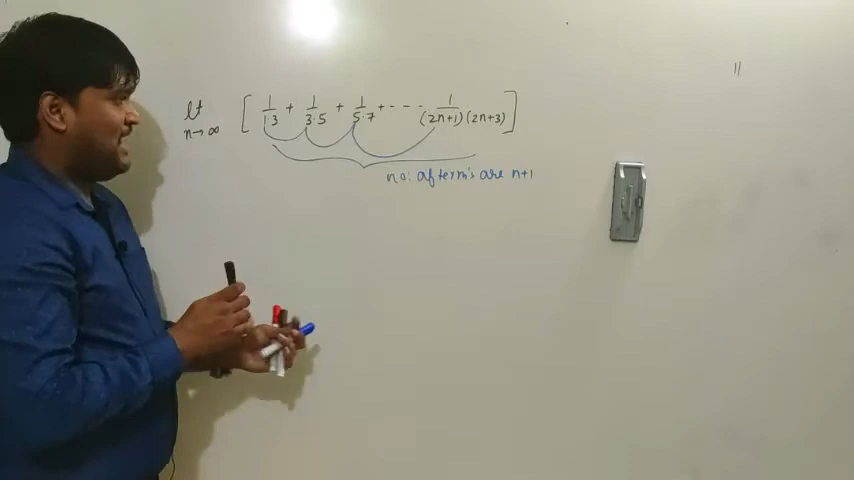 lt n→∞ [ 1/1.3 + 1/3.5 + 1/5.7 + - - - 1/(2n+1)(2n+3) ]
no: of term's are n+1